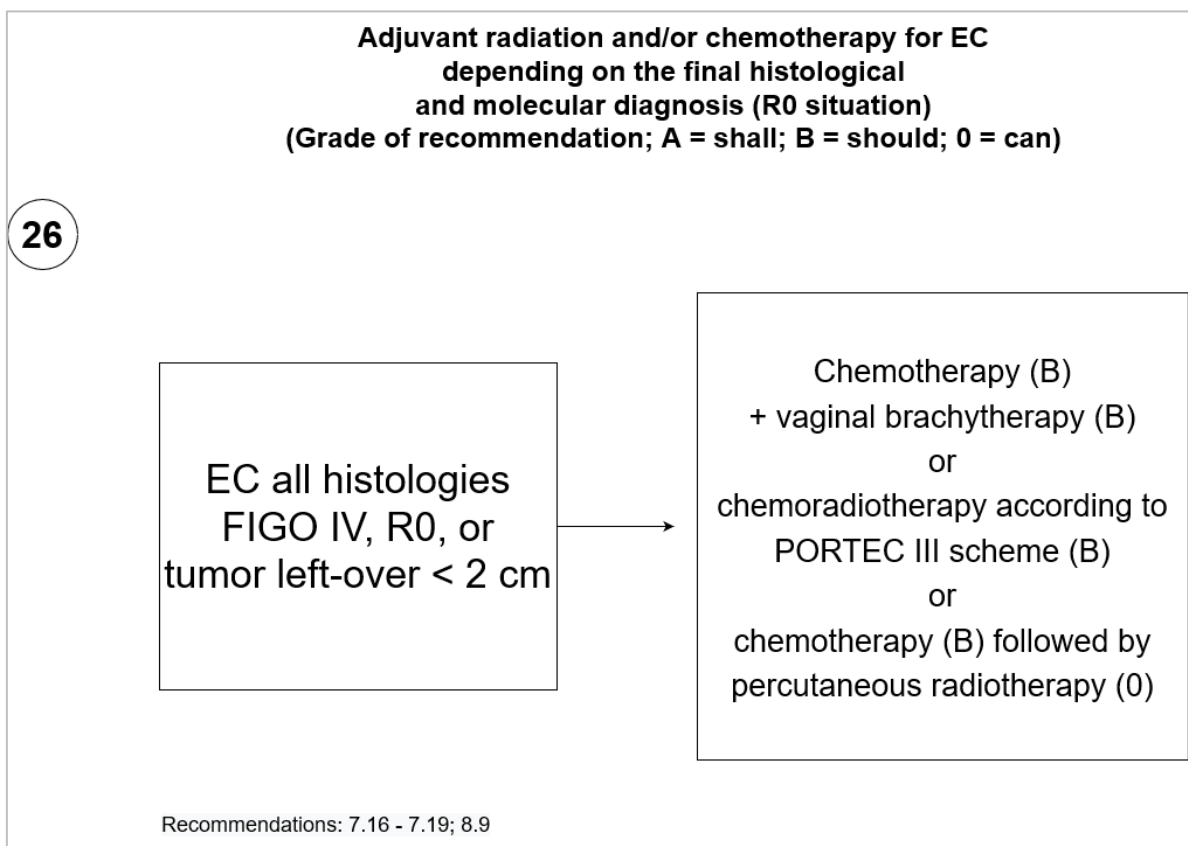 Adjuvant radiation and/or chemotherapy for EC
depending on the final histological
and molecular diagnosis (R0 situation)
(Grade of recommendation; A = shall; B = should; 0 = can)
26
EC all histologies
FIGO IV, R0, or
tumor left-over < 2 cm
Chemotherapy (B)
+ vaginal brachytherapy (B)
or
chemoradiotherapy according to
PORTEC III scheme (B)
or
chemotherapy (B) followed by
percutaneous radiotherapy (0)
Recommendations: 7.16 - 7.19; 8.9